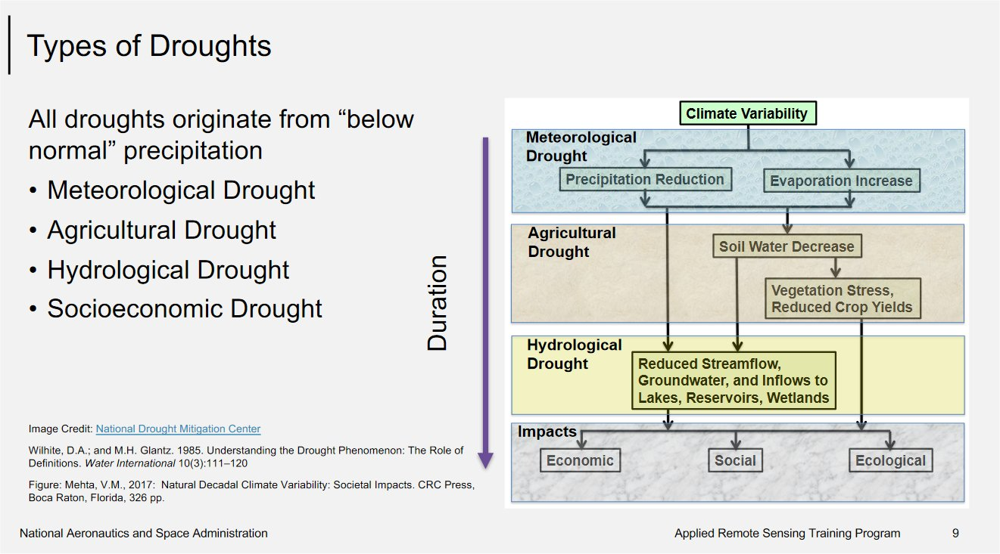 Types of Droughts
All droughts originate from “below
normal” precipitation
• Meteorological Drought
• Agricultural Drought
• Hydrological Drought
• Socioeconomic Drought
Image Credit: National Drought Mitigation Center
Wilhite, D.A.; and M.H. Glantz. 1985. Understanding the Drought Phenomenon: The Role of
Definitions. Water International 10(3):111–120
Figure: Mehta, V.M., 2017: Natural Decadal Climate Variability: Societal Impacts. CRC Press,
Boca Raton, Florida, 326 pp.
Duration
Climate Variability
Meteorological
Drought
Precipitation Reduction
Evaporation Increase
Agricultural
Drought
Soil Water Decrease
Vegetation Stress,
Reduced Crop Yields
Hydrological
Drought
Reduced Streamflow,
Groundwater, and Inflows to
Lakes, Reservoirs, Wetlands
Impacts
Economic
Social
Ecological
National Aeronautics and Space Administration
Applied Remote Sensing Training Program
9